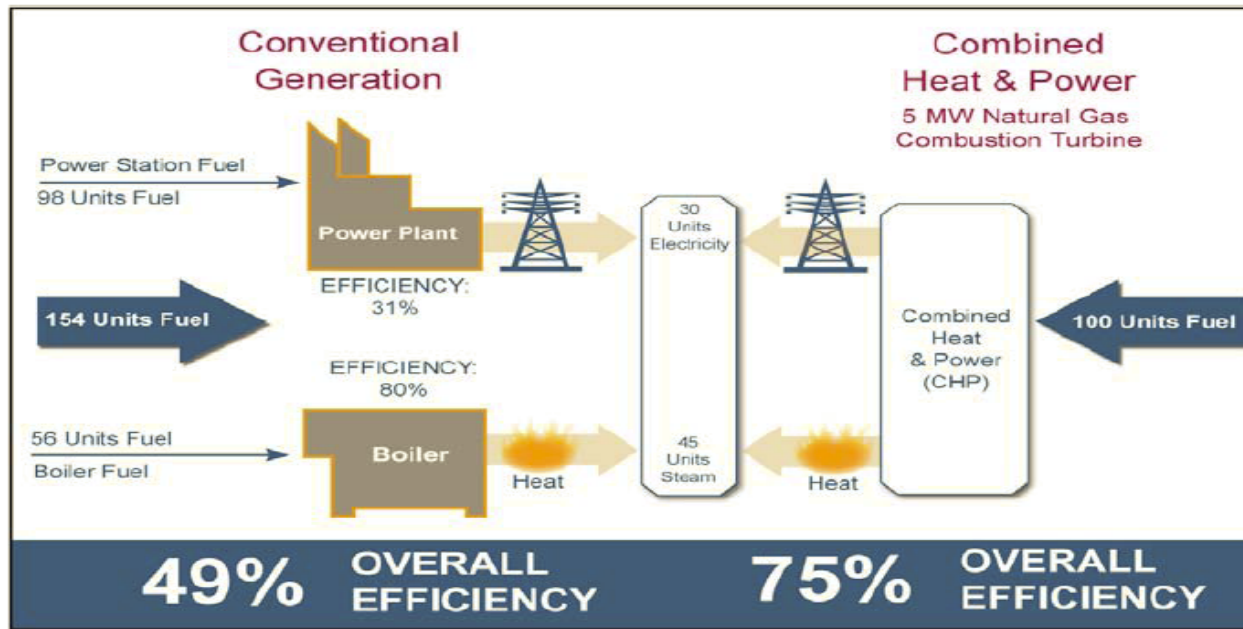 Conventional
Generation
Combined
Heat & Power
5 MW Natural Gas
Combustion Turbine
Power Station Fuel
98 Units Fuel
Power Plant
EFFICIENCY:
31%
30
Units
Electricity
154 Units Fuel
Combined
Heat
& Power
(CHP)
100 Units Fuel
EFFICIENCY:
80%
56 Units Fuel
Boiler Fuel
Boiler
Heat
45
Units
Steam
Heat
49%
OVERALL
EFFICIENCY
75%
OVERALL
EFFICIENCY